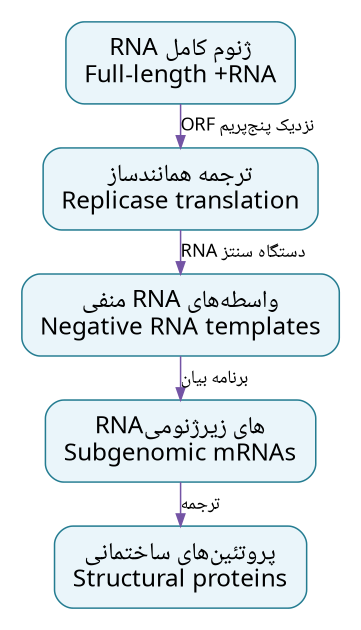 ژنوم کامل RNA
Full-length +RNA
ORF نزدیک پنج‌پریم
ترجمه همانندساز
Replicase translation
دستگاه سنتز RNA
واسطه‌های RNA منفی
Negative RNA templates
برنامه بیان
RNAهای زیرژنومی
Subgenomic mRNAs
ترجمه
پروتئین‌های ساختمانی
Structural proteins